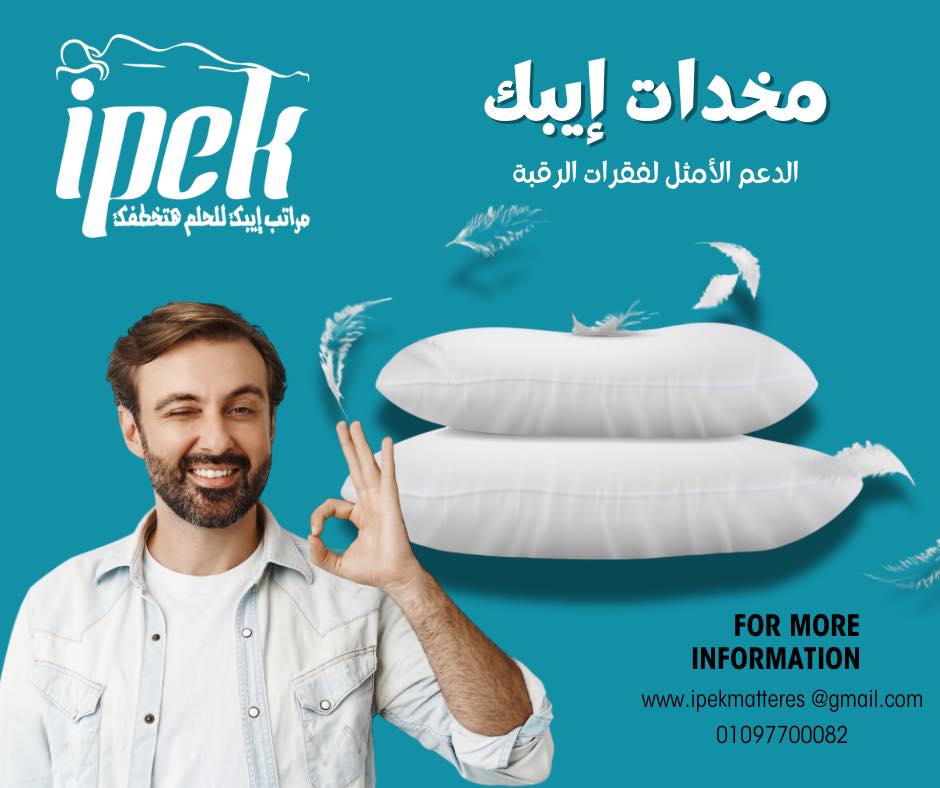 ipek
مراتب إيبك للحلم هتخطفك
مخدات إيبك
الدعم الأمثل لفقرات الرقبة
FOR MORE
INFORMATION
www.ipekmatteres @gmail.com
01097700082